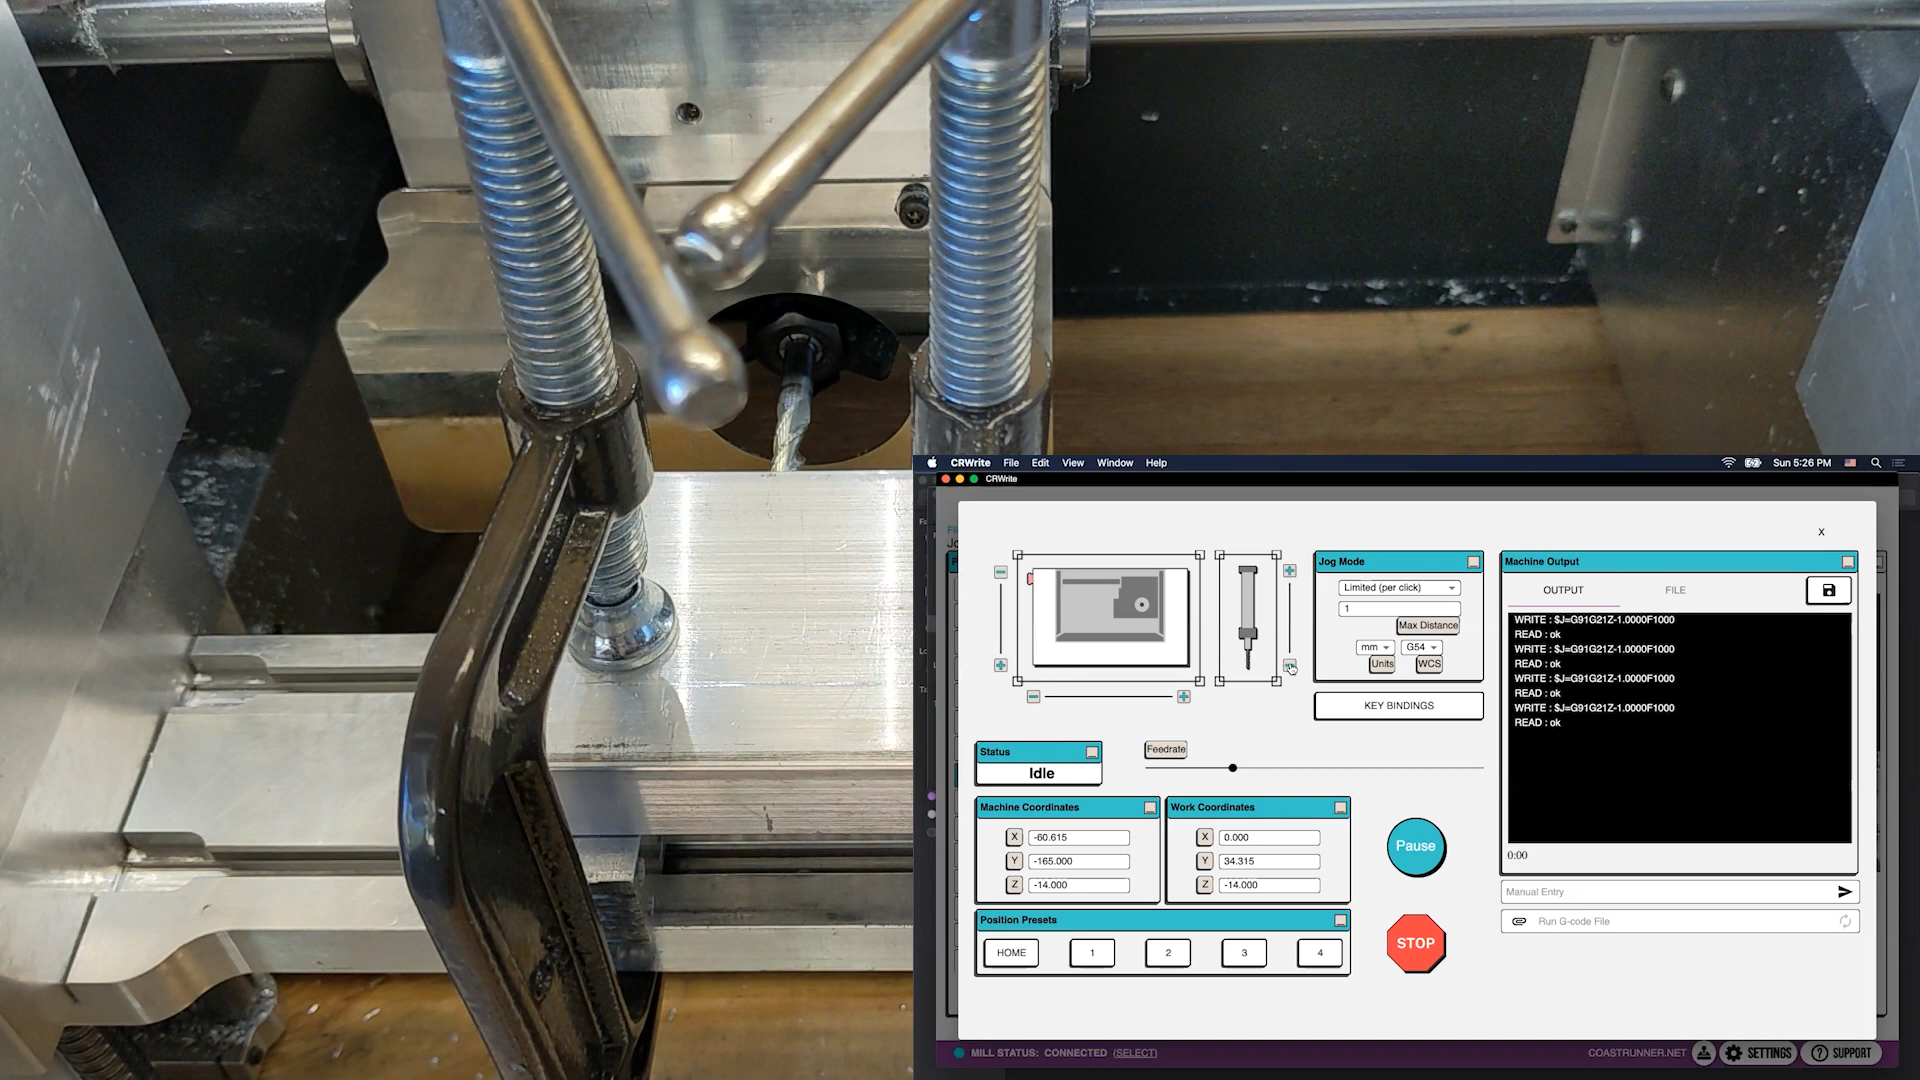 CRWrite File Edit View Window Help Sun 5:26 PM
CRWrite
X
Jog Mode
Limited (per click)
1
Max Distance
mm G54
Units WCS
KEY BINDINGS
Machine Output
OUTPUT FILE
WRITE : $J=G91G21Z-1.0000F1000
READ : ok
WRITE : $J=G91G21Z-1.0000F1000
READ : ok
WRITE : $J=G91G21Z-1.0000F1000
READ : ok
WRITE : $J=G91G21Z-1.0000F1000
READ : ok
0:00
Manual Entry
Run G-code File
Status
Idle
Feedrate
Machine Coordinates
X -60.615
Y -165.000
Z -14.000
Work Coordinates
X 0.000
Y 34.315
Z -14.000
Pause
STOP
Position Presets
HOME 1 2 3 4
MILL STATUS: CONNECTED (SELECT)
COASTRUNNER.NET SETTINGS SUPPORT